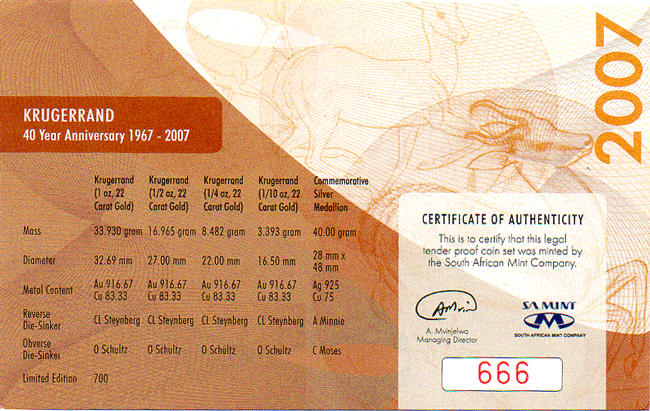 2007
KRUGERRAND
40 Year Anniversary 1967 - 2007
Krugerrand (1 oz, 22 Carat Gold) Krugerrand (1/2 oz, 22 Carat Gold) Krugerrand (1/4 oz, 22 Carat Gold) Krugerrand (1/10 oz, 22 Carat Gold) Commemorative Silver Medallion
Mass 33.930 gram 16.965 gram 8.482 gram 3.393 gram 40.00 gram
Diameter 32.69 mm 27.00 mm 22.00 mm 16.50 mm 28 mm x 48 mm
Metal Content Au 916.67 Cu 83.33 Au 916.67 Cu 83.33 Au 916.67 Cu 83.33 Au 916.67 Cu 83.33 Ag 925 Cu 75
Reverse Die-Sinker CL Steynberg CL Steynberg CL Steynberg CL Steynberg A Minnie
Obverse Die-Sinker O Schultz O Schultz O Schultz O Schultz C Moses
Limited Edition 700
CERTIFICATE OF AUTHENTICITY
This is to certify that this legal
tender proof coin set was minted by
the South African Mint Company.
A. Mvinjelwa
Managing Director
SA MINT
SOUTH AFRICAN MINT COMPANY
666